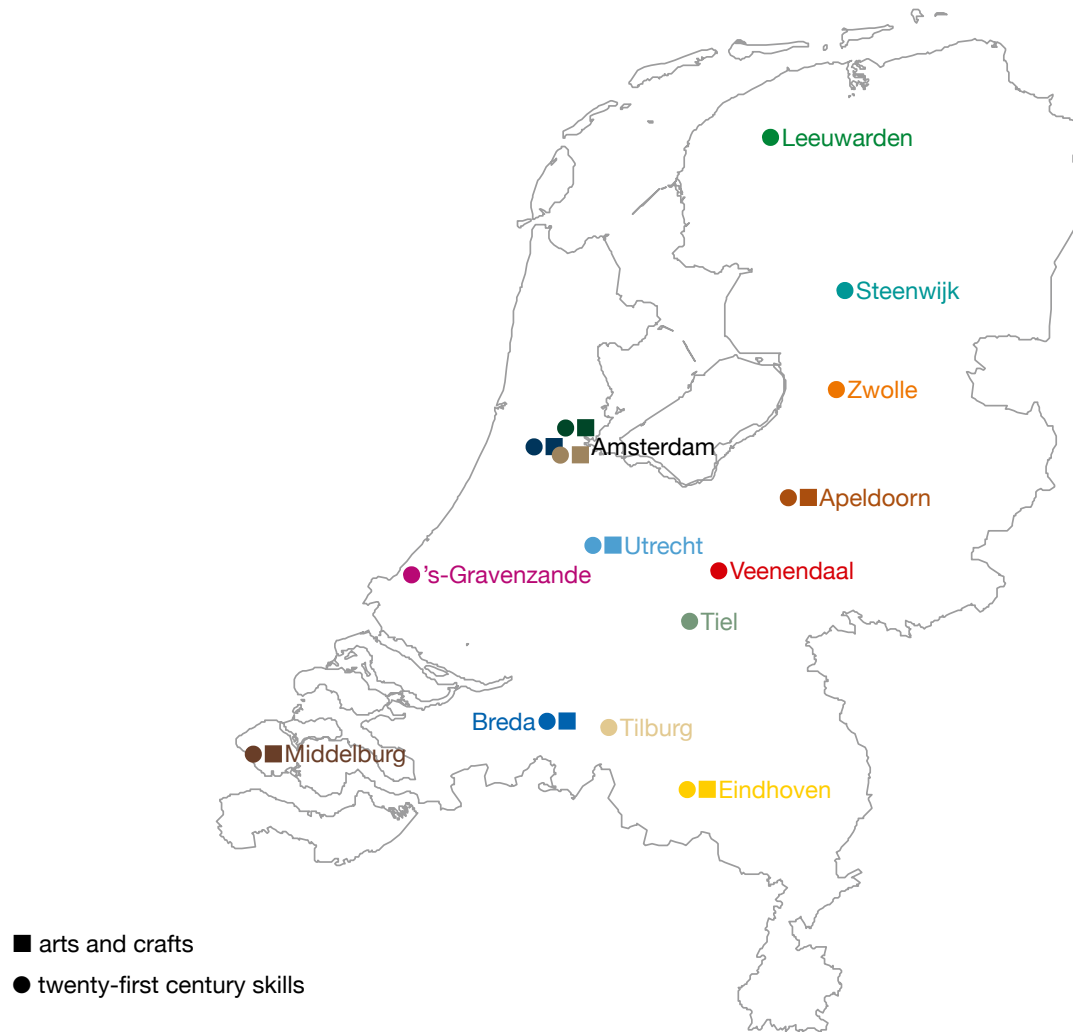 Leeuwarden
Steenwijk
Zwolle
Amsterdam
Apeldoorn
Utrecht
Veenendaal
’s-Gravenzande
Tiel
Breda
Tilburg
Middelburg
Eindhoven
arts and crafts
twenty-first century skills